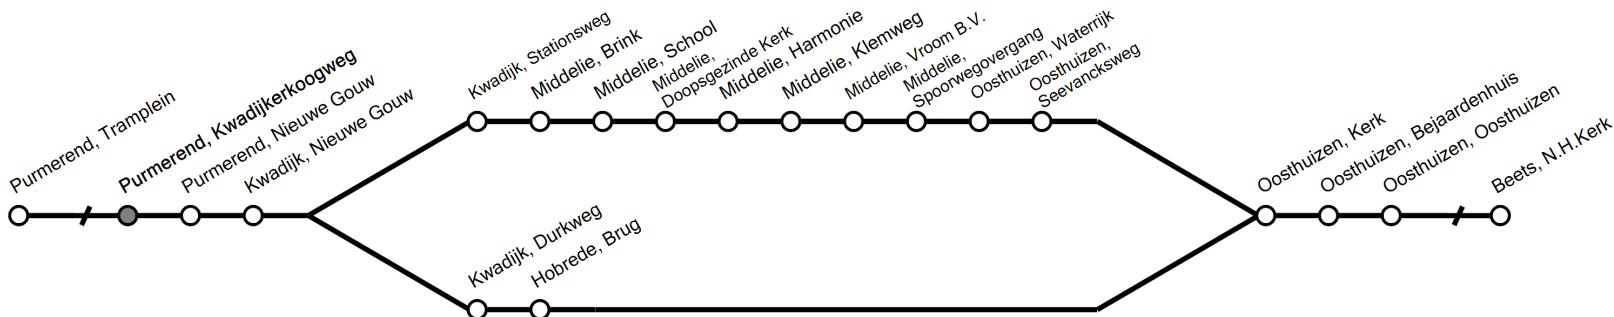 Purmerend, Tramplein
Purmerend, Kwadijkerkoogweg
Purmerend, Nieuwe Gouw
Kwadijk, Nieuwe Gouw
Kwadijk, Stationsweg
Middelie, Brink
Middelie, School
Middelie,
Doopsgezinde Kerk
Middelie, Harmonie
Middelie, Klemweg
Middelie, Vroom B.V.
Middelie,
Spoorwegovergang
Oosthuizen, Waterrijk
Oosthuizen,
Seevancksweg
Kwadijk, Durkweg
Hobrede, Brug
Oosthuizen, Kerk
Oosthuizen, Bejaardenhuis
Oosthuizen, Oosthuizen
Beets, N.H.Kerk